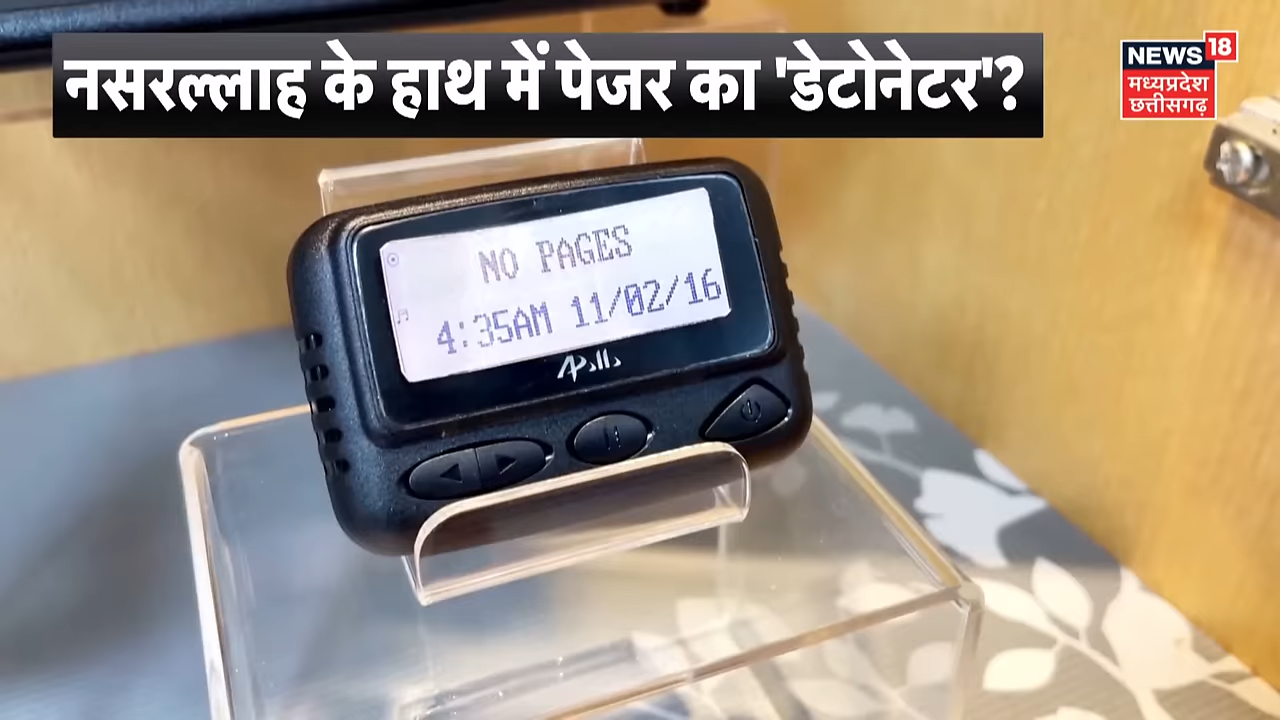 नसरल्लाह के हाथ में पेजर का 'डेटोनेटर'?
NEWS 18
मध्यप्रदेश
छत्तीसगढ़
NO PAGES
4:35AM 11/02/16